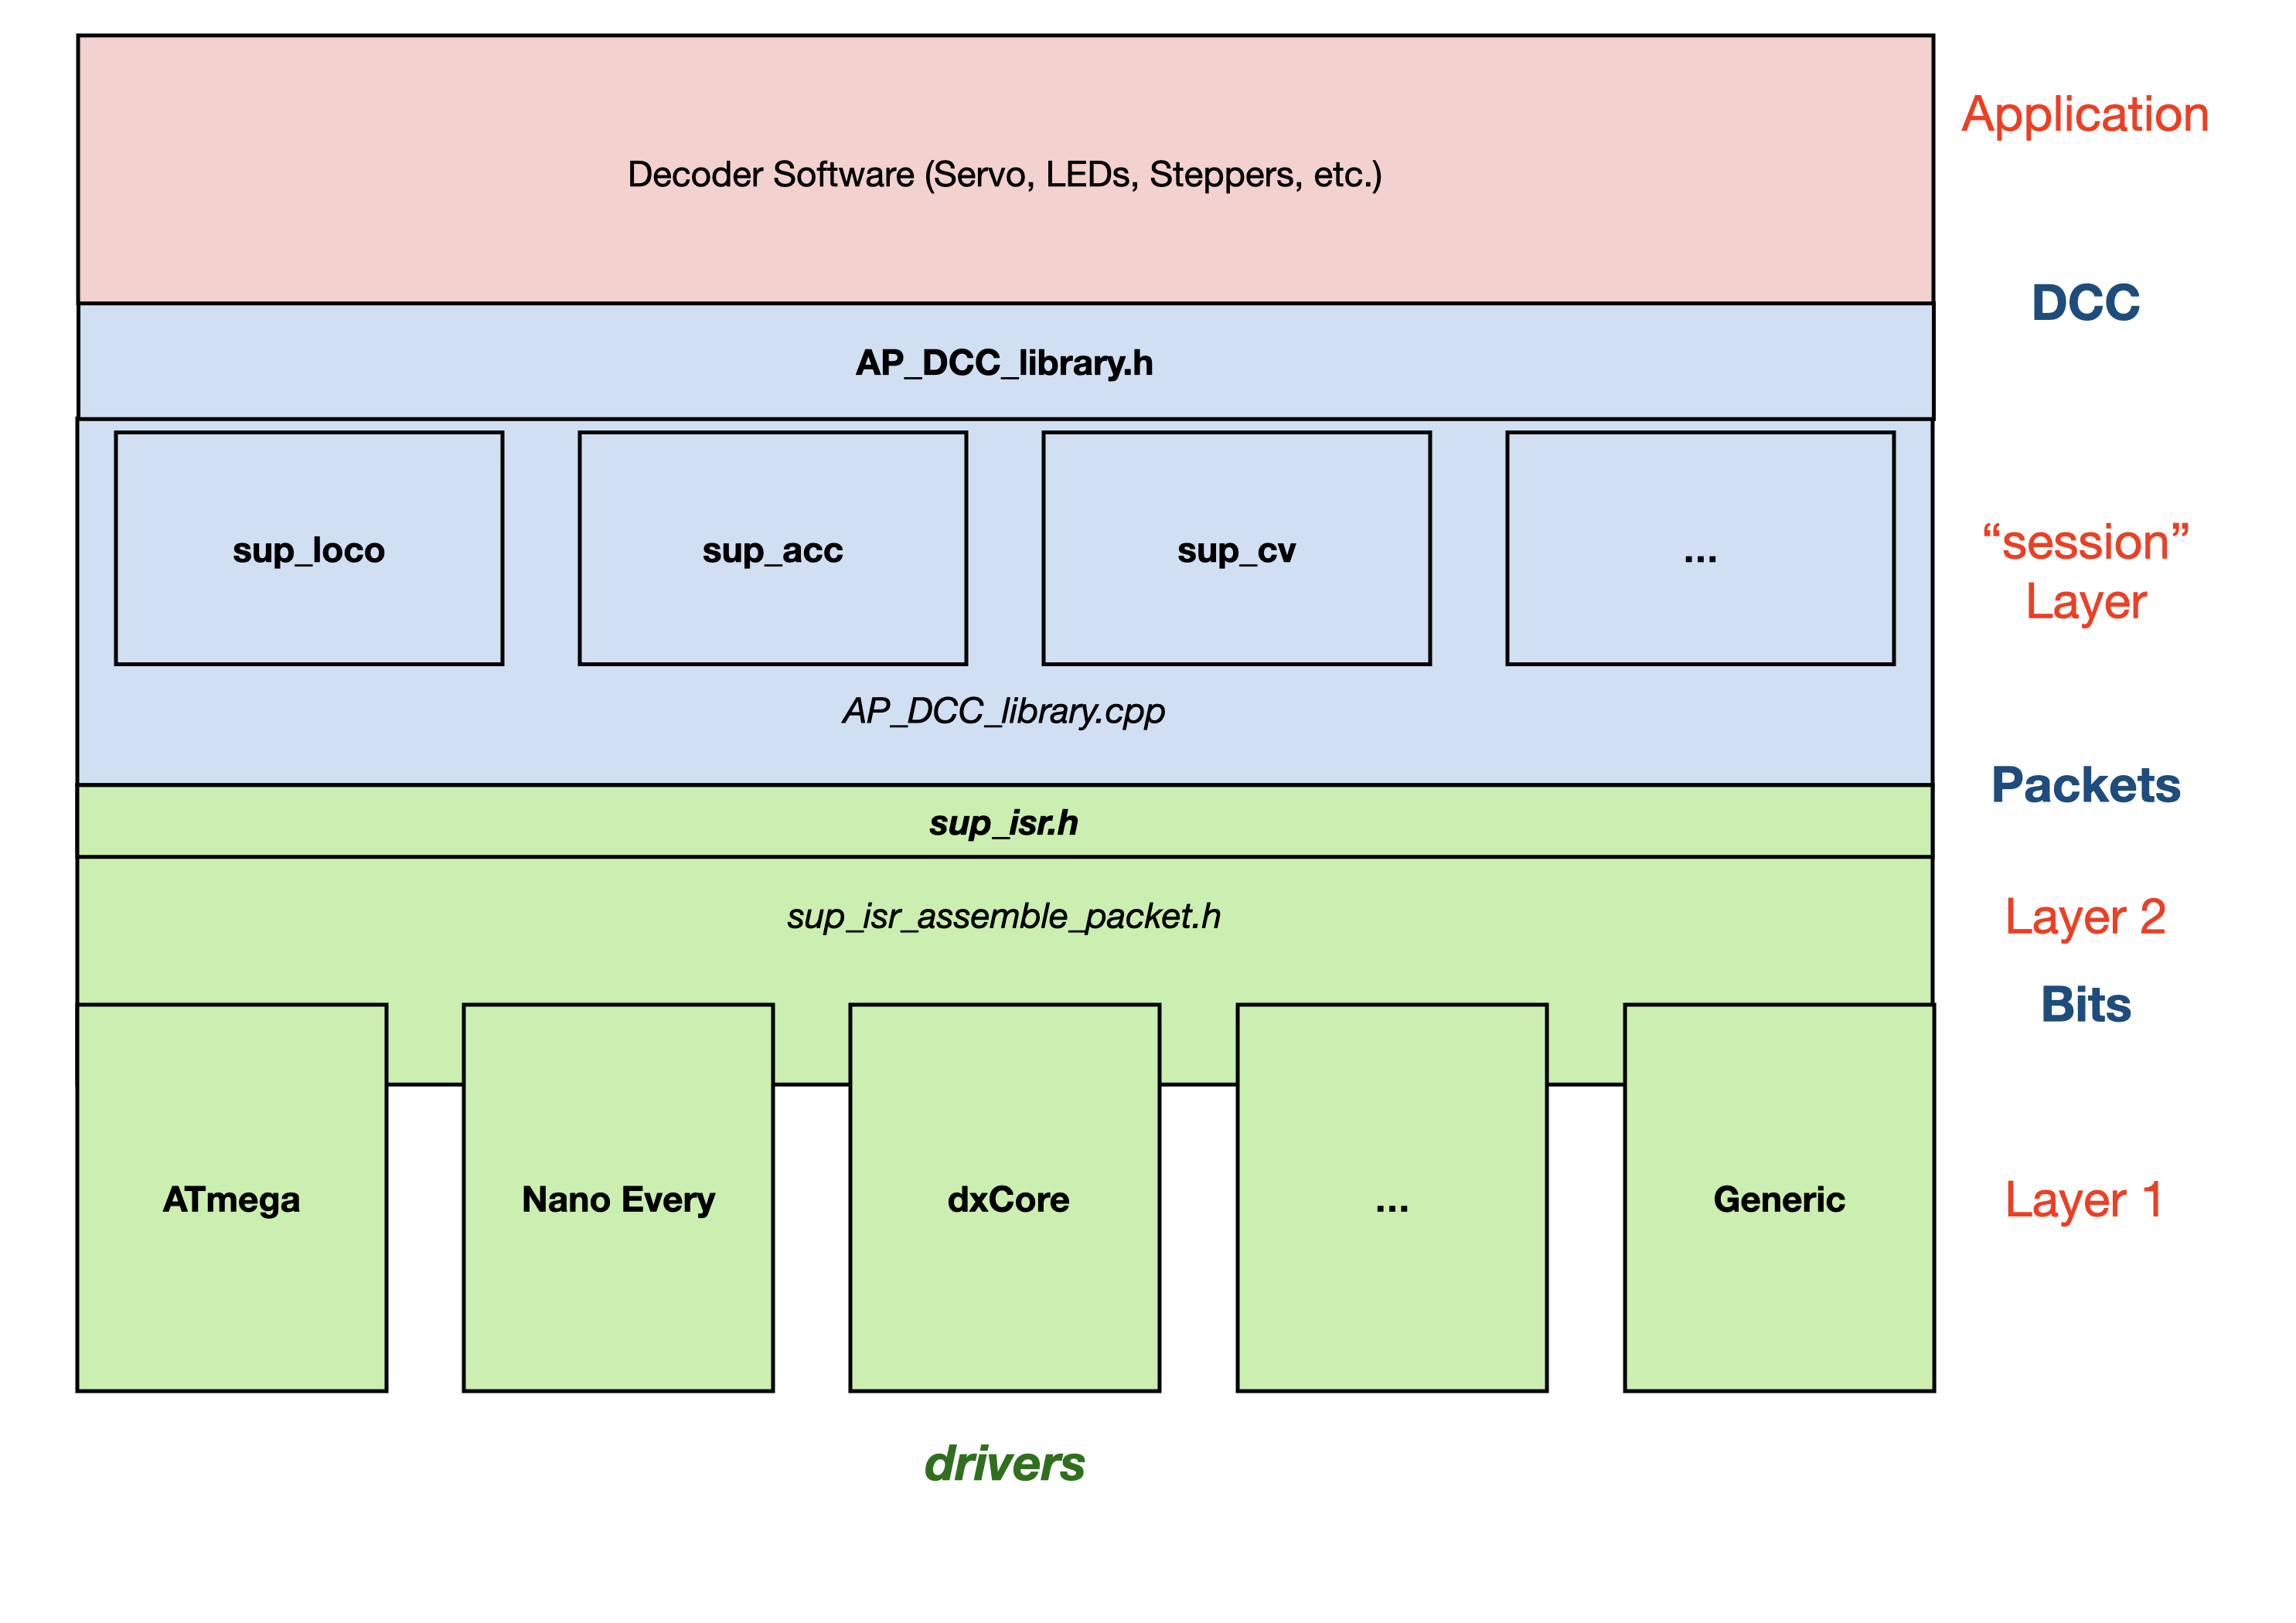 Application
Decoder Software (Servo, LEDs, Steppers, etc.)
DCC
AP_DCC_library.h
sup_loco
sup_acc
sup_cv
...
“session”
Layer
AP_DCC_library.cpp
Packets
sup_isr.h
sup_isr_assemble_packet.h
Layer 2
Bits
ATmega
Nano Every
dxCore
...
Generic
Layer 1
drivers